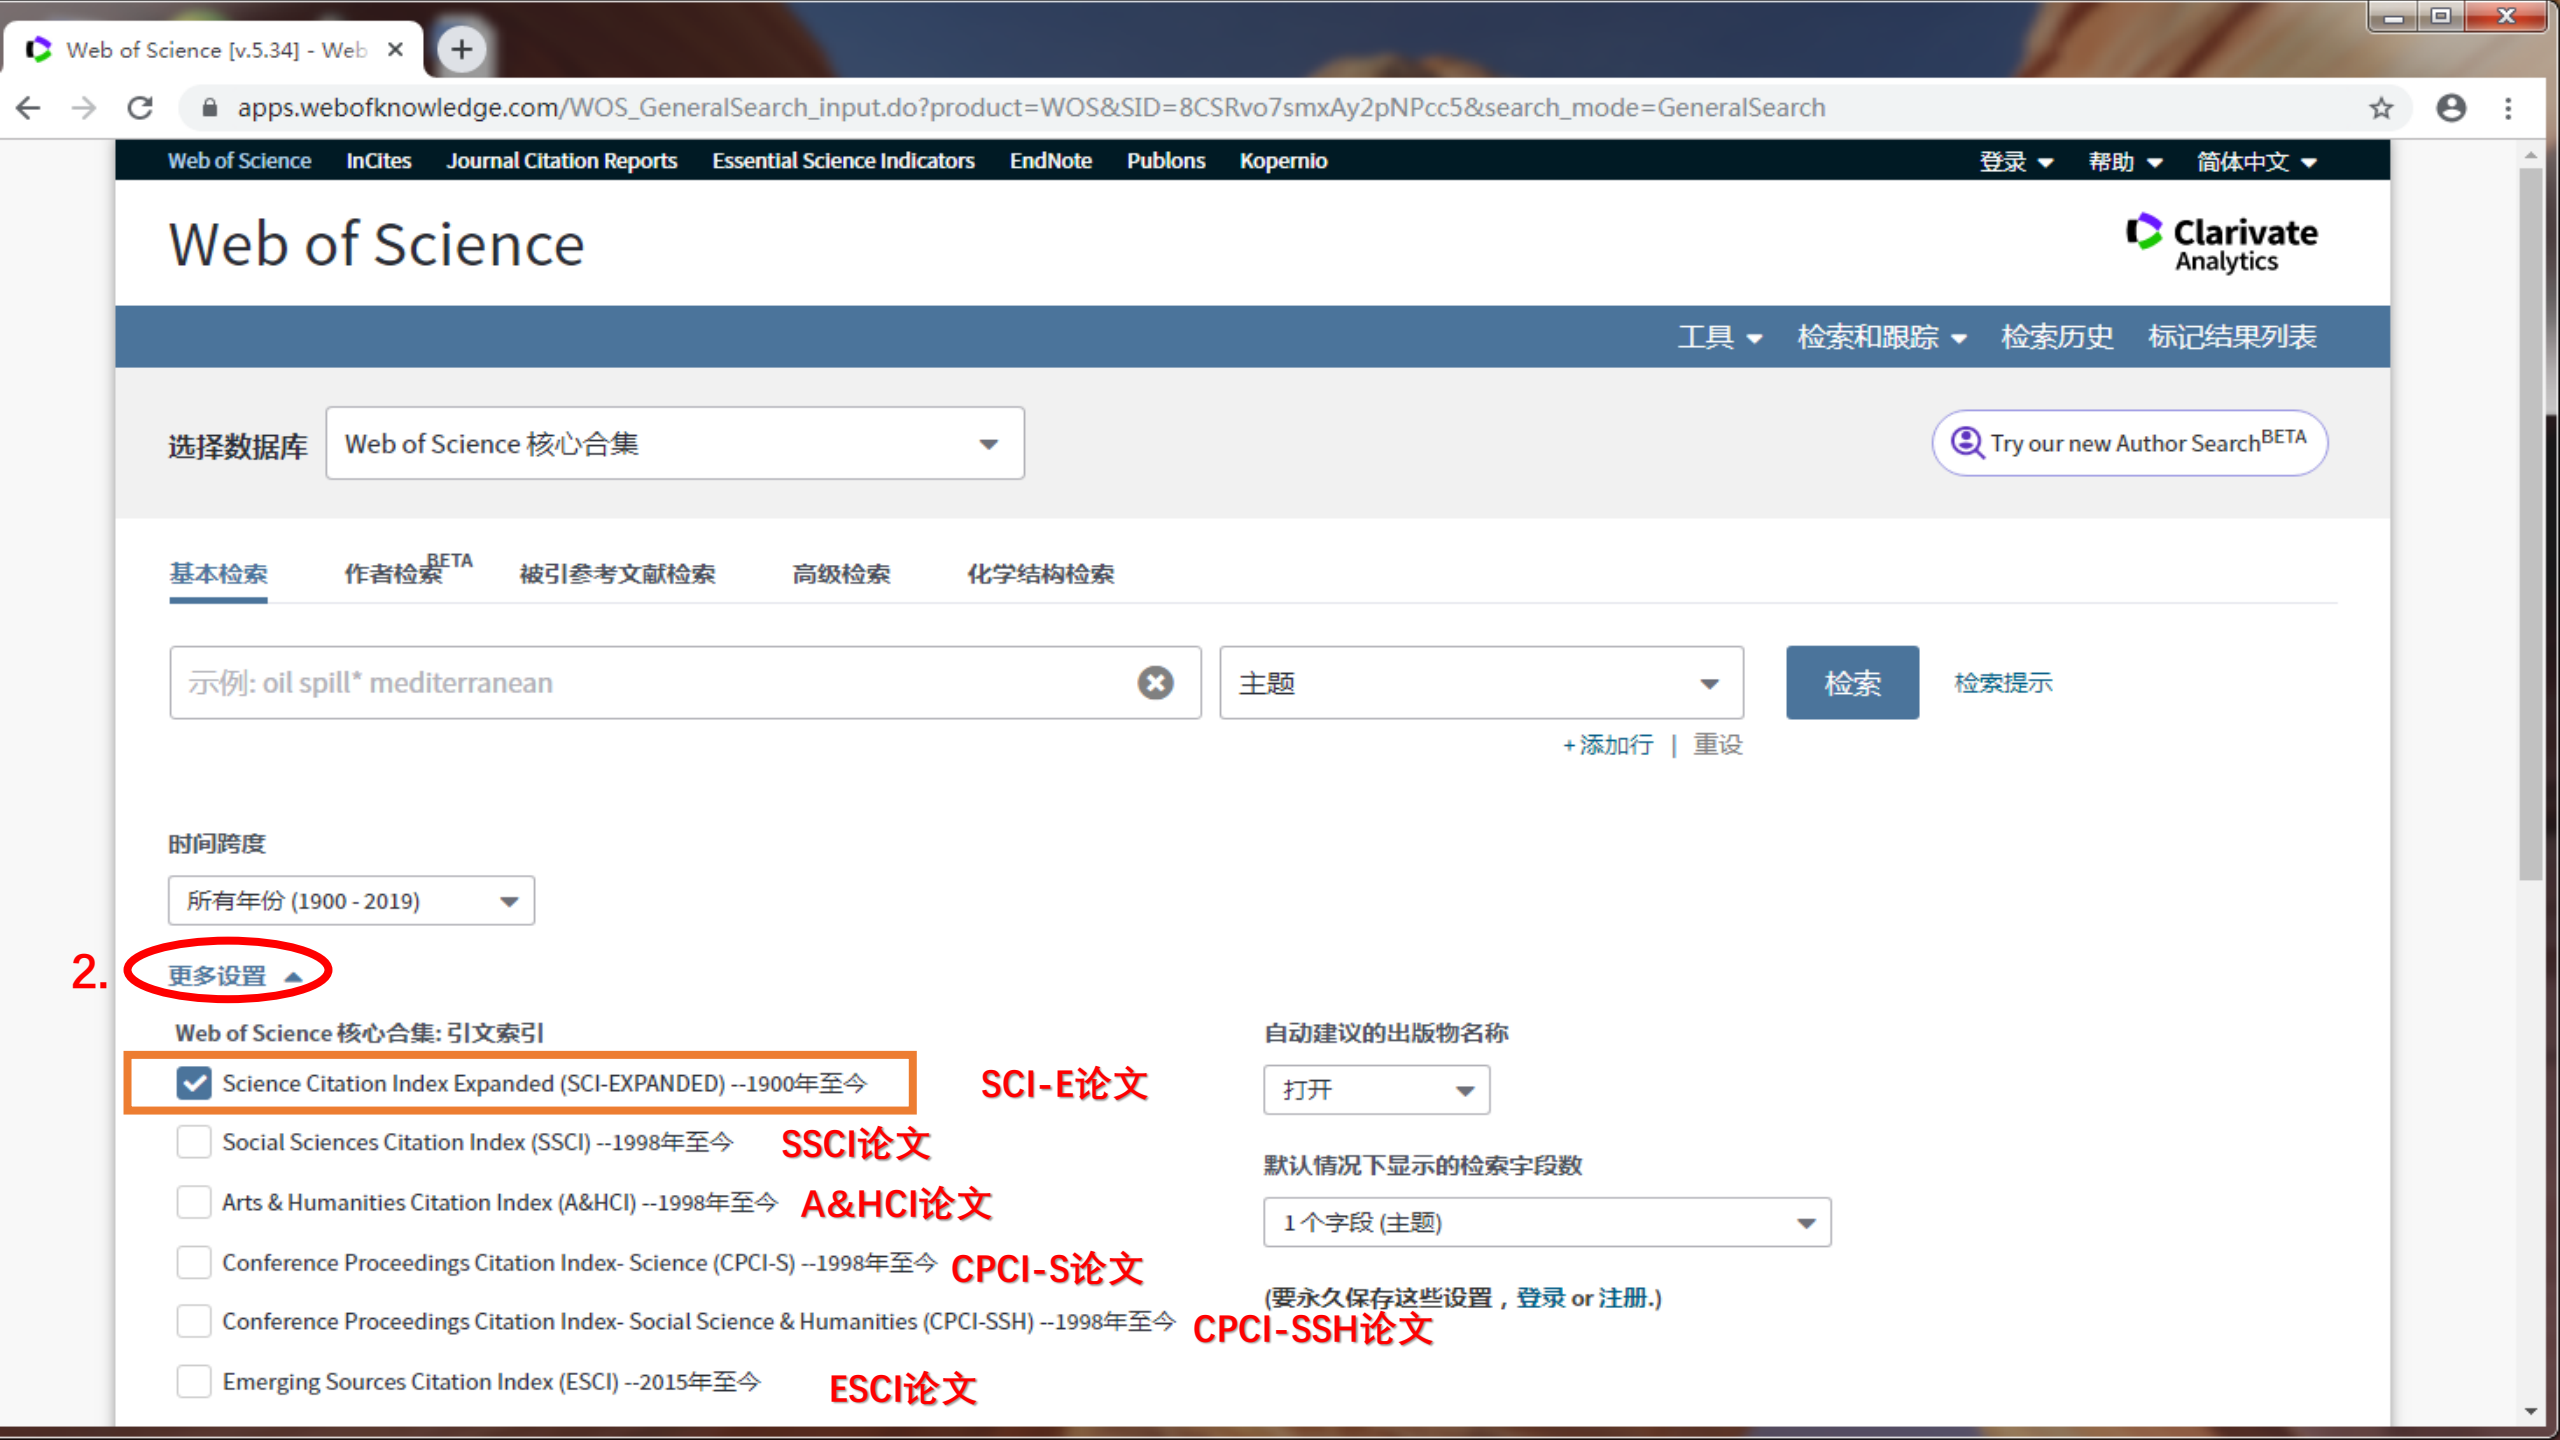 Web of Science [v.5.34] - Web
apps.webofknowledge.com/WOS_GeneralSearch_input.do?product=WOS&SID=8CSRvo7smxAy2pNPcc5&search_mode=GeneralSearch
Web of Science InCites Journal Citation Reports Essential Science Indicators EndNote Publons Kopernio 登录 帮助 简体中文
Web of Science
Clarivate
Analytics
工具 检索和跟踪 检索历史 标记结果列表
选择数据库 Web of Science 核心合集 Try our new Author Search BETA
基本检索 作者检索 BETA 被引参考文献检索 高级检索 化学结构检索
示例: oil spill* mediterranean 主题 检索 检索提示
+添加行 | 重设
时间跨度
所有年份 (1900 - 2019)
2. 更多设置
Web of Science 核心合集: 引文索引
Science Citation Index Expanded (SCI-EXPANDED) --1900年至今 SCI-E论文
Social Sciences Citation Index (SSCI) --1998年至今 SSCI论文
Arts & Humanities Citation Index (A&HCI) --1998年至今 A&HCI论文
Conference Proceedings Citation Index- Science (CPCI-S) --1998年至今 CPCI-S论文
Conference Proceedings Citation Index- Social Science & Humanities (CPCI-SSH) --1998年至今 CPCI-SSH论文
Emerging Sources Citation Index (ESCI) --2015年至今 ESCI论文
自动建议的出版物名称
打开
默认情况下显示的检索字段数
1 个字段 (主题)
(要永久保存这些设置，登录 or 注册.)